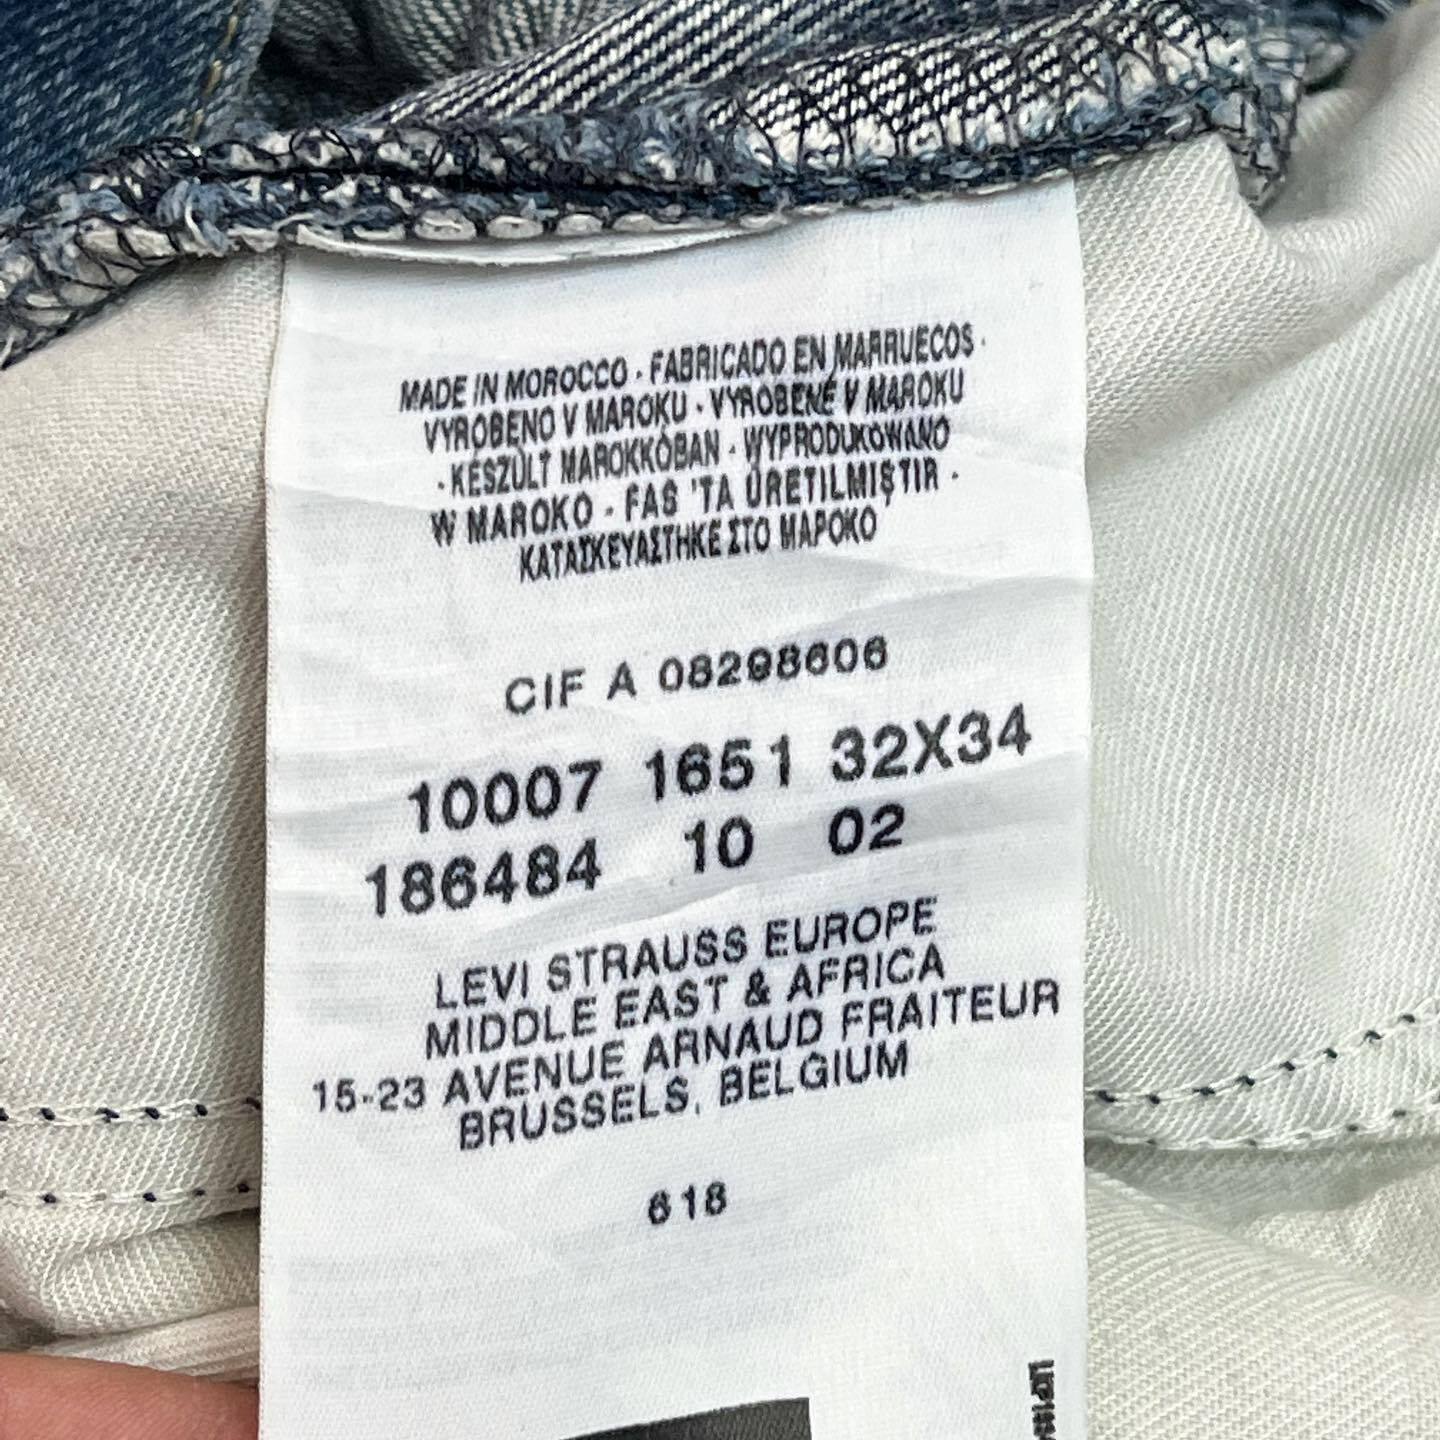 MADE IN MOROCCO · FABRICADO EN MARRUECOS ·
VYROBENO V MAROKU · VYROBENÉ V MAROKU
· KÉSZÜLT MAROKKÓBAN · WYPRODUKOWANO
W MAROKO · FAS 'TA ÜRETILMIŞTIR ·
ΚΑΤΑΣΚΕΥΑΣΤΗΚΕ ΣΤΟ ΜΑΡΟΚΟ
CIF A 08298606
10007 1651 32X34
186484 10 02
LEVI STRAUSS EUROPE
MIDDLE EAST & AFRICA
15-23 AVENUE ARNAUD FRAITEUR
BRUSSELS, BELGIUM
618